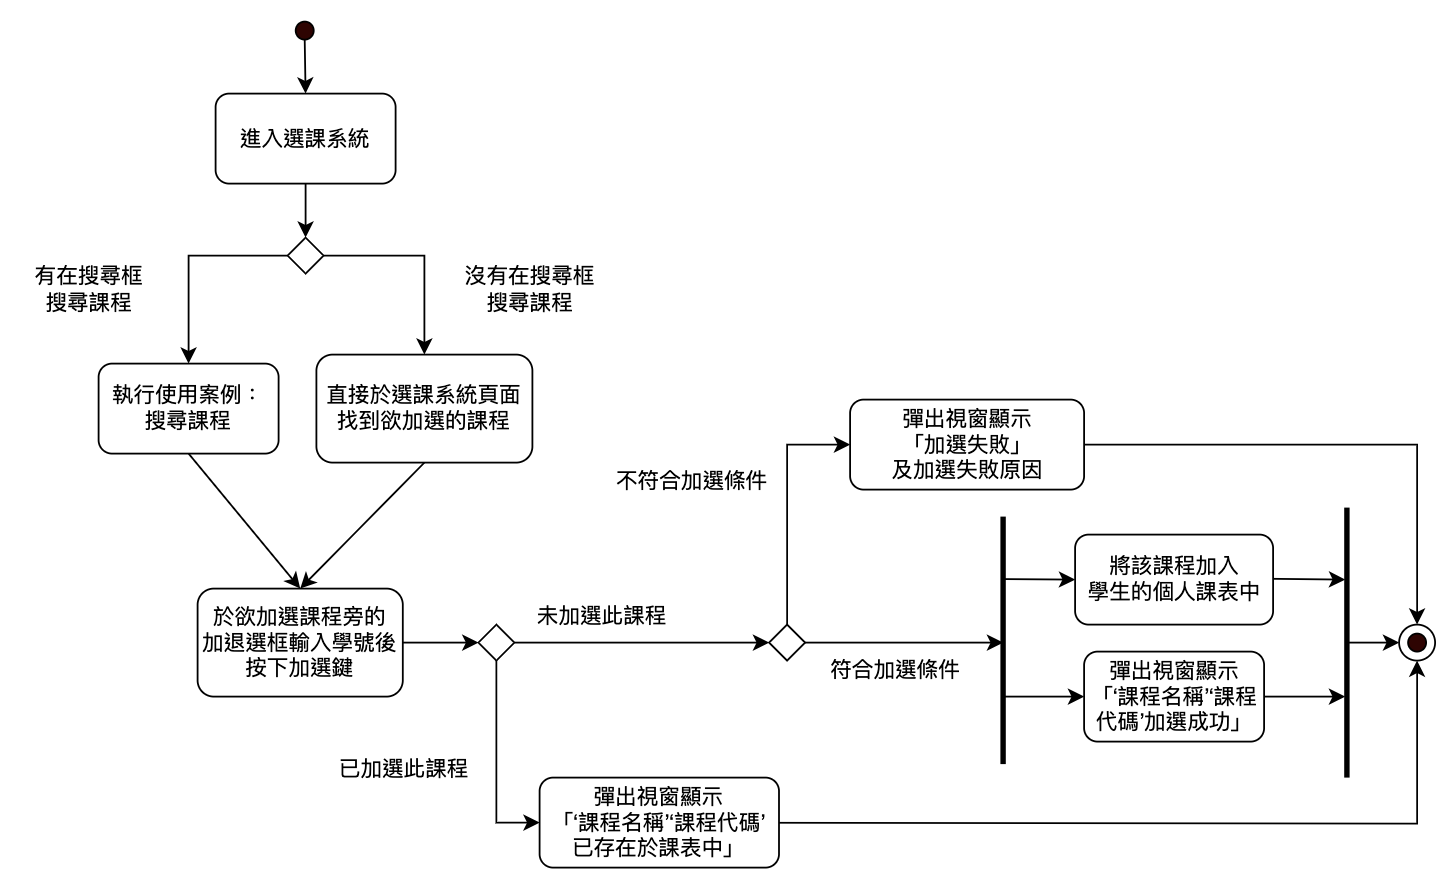 進入選課系統
有在搜尋框
搜尋課程
沒有在搜尋框
搜尋課程
執行使用案例：
搜尋課程
直接於選課系統頁面
找到欲加選的課程
於欲加選課程旁的
加退選框輸入學號後
按下加選鍵
未加選此課程
已加選此課程
不符合加選條件
符合加選條件
彈出視窗顯示
「加選失敗」
及加選失敗原因
將該課程加入
學生的個人課表中
彈出視窗顯示
「‘課程名稱’‘課程
代碼’加選成功」
彈出視窗顯示
「‘課程名稱’‘課程代碼’
已存在於課表中」